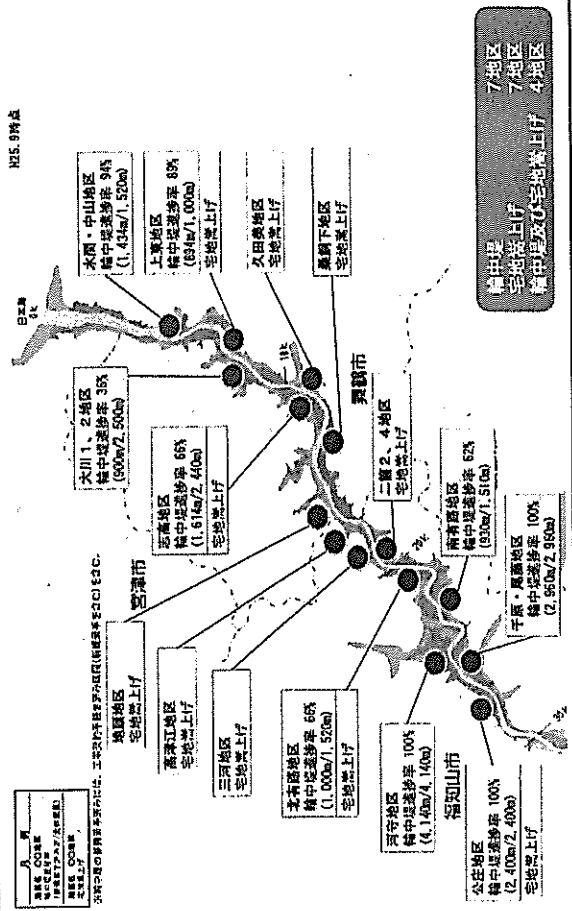 H25.9時点
凡 例
日本海
0k
水間・中山地区
輪中堤進捗率 94%
(1,434m/1,520m)
上東地区
輪中堤進捗率 89%
(894m/1,000m)
宅地嵩上げ
久田美地区
宅地嵩上げ
桑飼下地区
宅地嵩上げ
大川1、2地区
輪中堤進捗率 36%
(900m/2,500m)
志高地区
輪中堤進捗率 66%
(1,614m/2,440m)
宅地嵩上げ
10k
舞鶴市
宮津市
地頭地区
宅地嵩上げ
高津江地区
宅地嵩上げ
三河地区
宅地嵩上げ
二箇2、4地区
宅地嵩上げ
20k
北有路地区
輪中堤進捗率 66%
(1,000m/1,520m)
宅地嵩上げ
南有路地区
輪中堤進捗率 62%
(930m/1,510m)
河守地区
輪中堤進捗率 100%
(4,140m/4,140m)
千原・尾藤地区
輪中堤進捗率 100%
(2,960m/2,960m)
福知山市
公庄地区
輪中堤進捗率 100%
(2,400m/2,400m)
宅地嵩上げ
輪中堤 7地区
宅地嵩上げ 7地区
輪中堤及び宅地嵩上げ 4地区